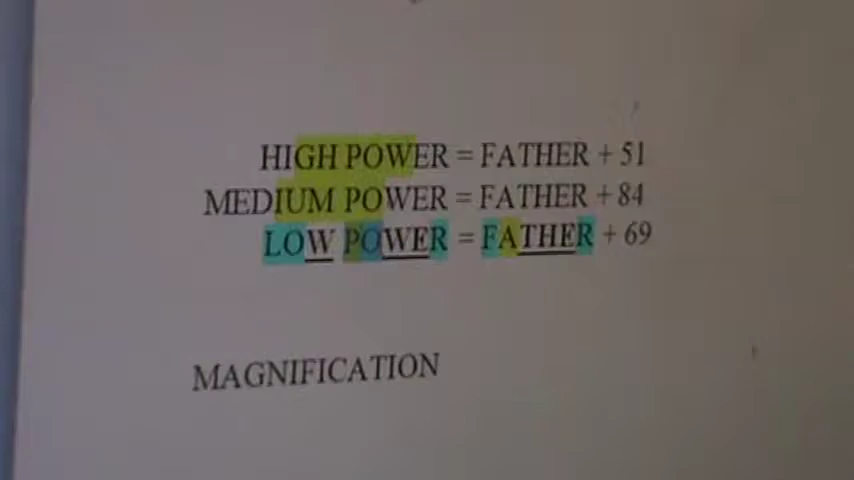 HIGH POWER = FATHER + 51
MEDIUM POWER = FATHER + 84
LOW POWER = FATHER + 69
MAGNIFICATION